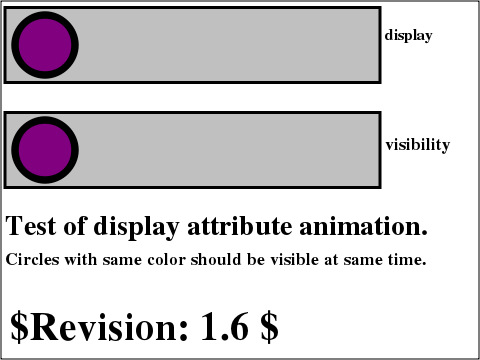 display
visibility
Test of display attribute animation.
Circles with same color should be visible at same time.
$Revision: 1.6 $